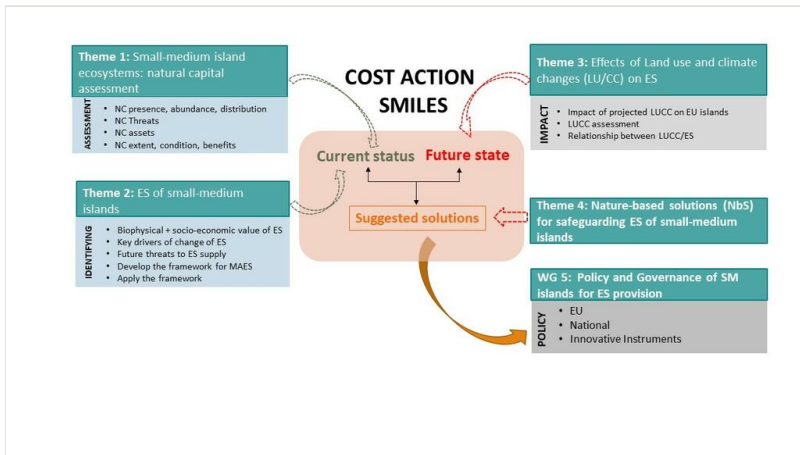 Theme 1: Small-medium island
ecosystems: natural capital
assessment
ASSESSMENT
• NC presence, abundance, distribution
• NC Threats
• NC assets
• NC extent, condition, benefits
Theme 2: ES of small-medium
islands
IDENTIFYING
• Biophysical + socio-economic value of ES
• Key drivers of change of ES
• Future threats to ES supply
• Develop the framework for MAES
• Apply the framework
COST ACTION
SMILES
Current status
Future state
Suggested solutions
Theme 3: Effects of Land use and climate
changes (LU/CC) on ES
IMPACT
• Impact of projected LUCC on EU islands
• LUCC assessment
• Relationship between LUCC/ES
Theme 4: Nature-based solutions (NbS)
for safeguarding ES of small-medium
islands
WG 5: Policy and Governance of SM
islands for ES provision
POLICY
• EU
• National
• Innovative Instruments